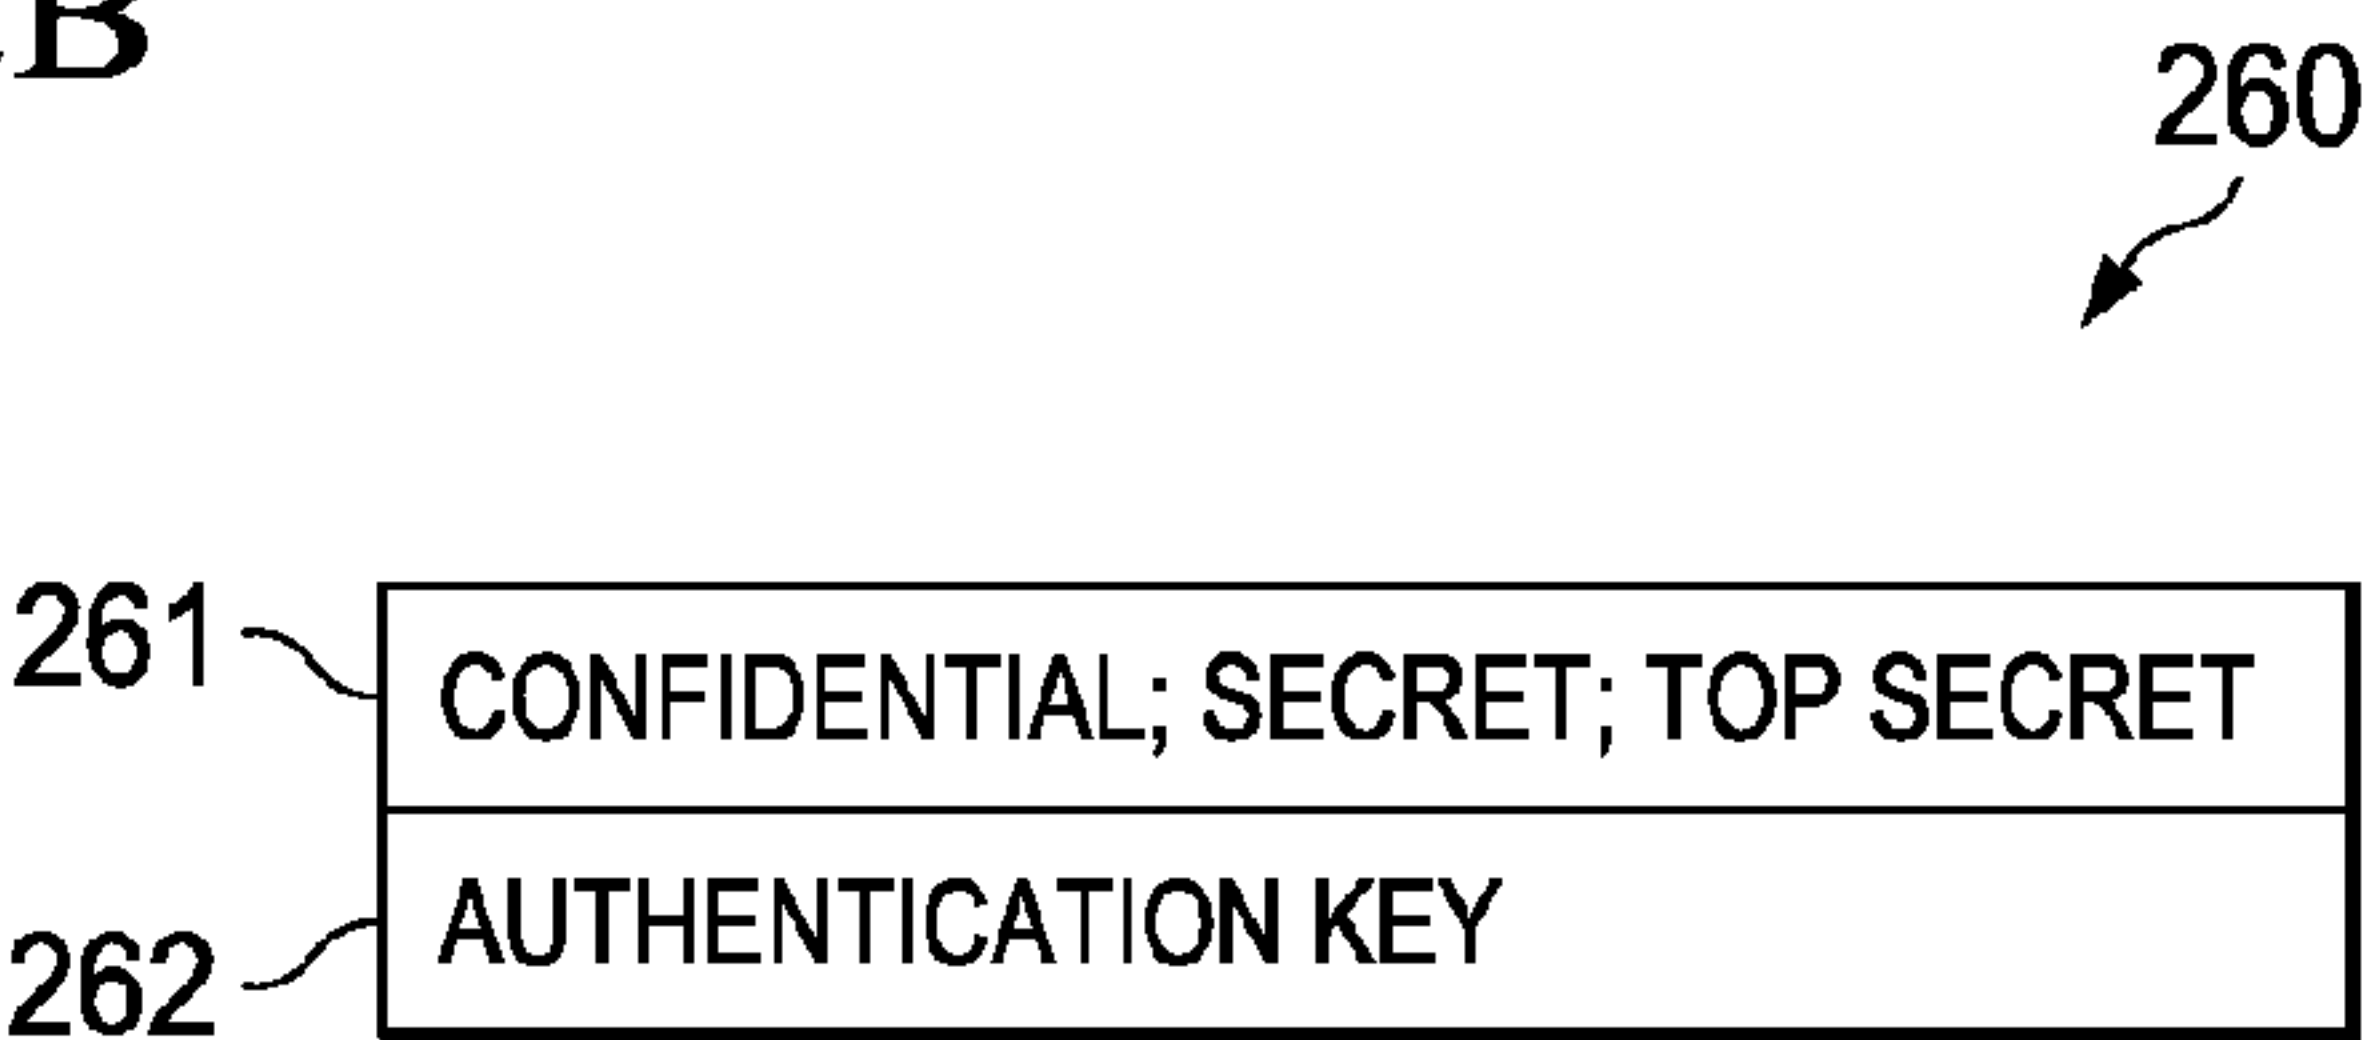 B
260
261 CONFIDENTIAL; SECRET; TOP SECRET
262 AUTHENTICATION KEY